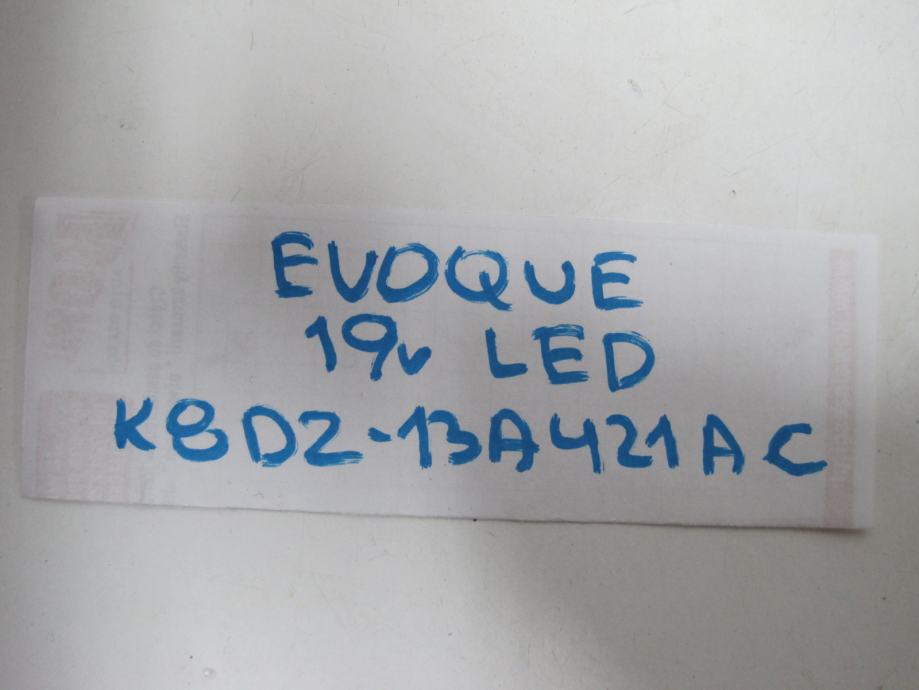 EVOQUE
19v LED
K8D2-13A421AC